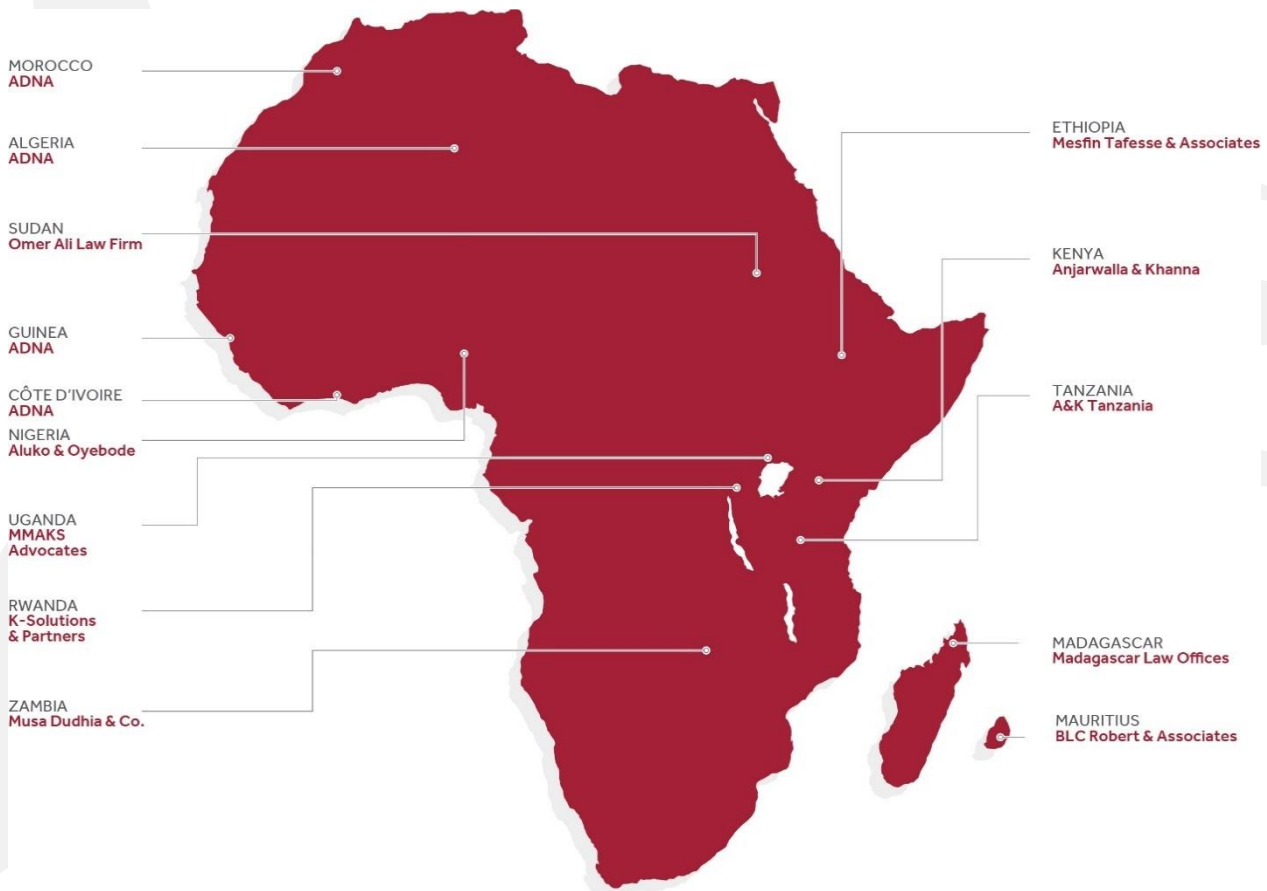 MOROCCO
ADNA
ALGERIA
ADNA
SUDAN
Omer Ali Law Firm
GUINEA
ADNA
CÔTE D'IVOIRE
ADNA
NIGERIA
Aluko & Oyebode
UGANDA
MMAKS
Advocates
RWANDA
K-Solutions
& Partners
ZAMBIA
Musa Dudhia & Co.
ETHIOPIA
Mesfin Tafesse & Associates
KENYA
Anjarwalla & Khanna
TANZANIA
A&K Tanzania
MADAGASCAR
Madagascar Law Offices
MAURITIUS
BLC Robert & Associates